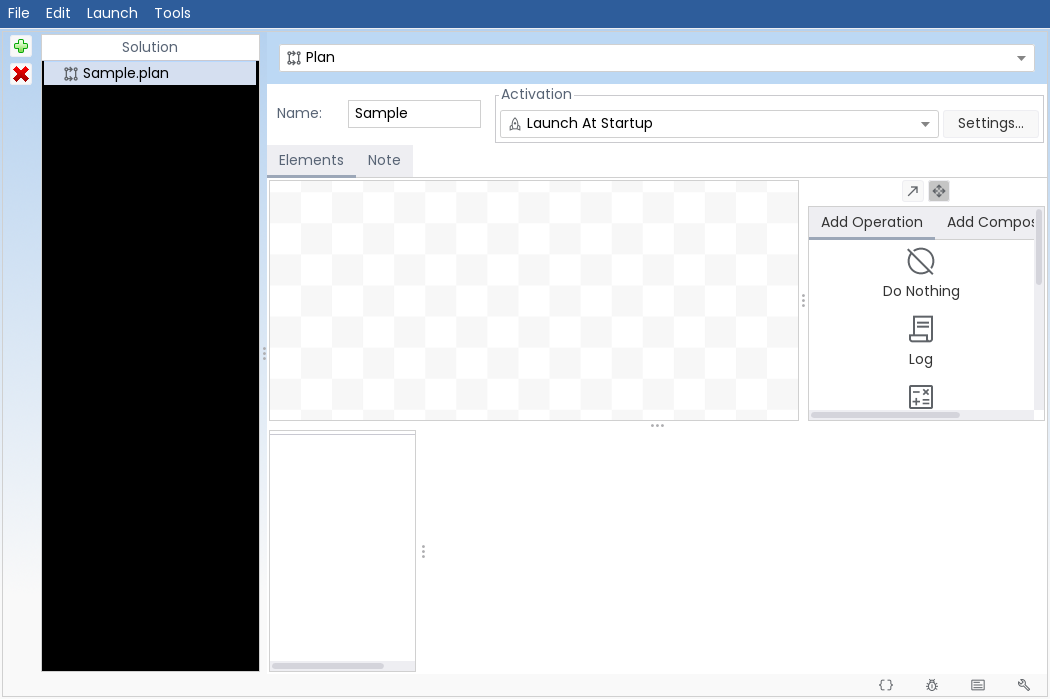 File Edit Launch Tools
Solution
Sample.plan
Plan
Name: Sample
Activation
Launch At Startup
Settings...
Elements Note
Add Operation Add Compos
Do Nothing
Log